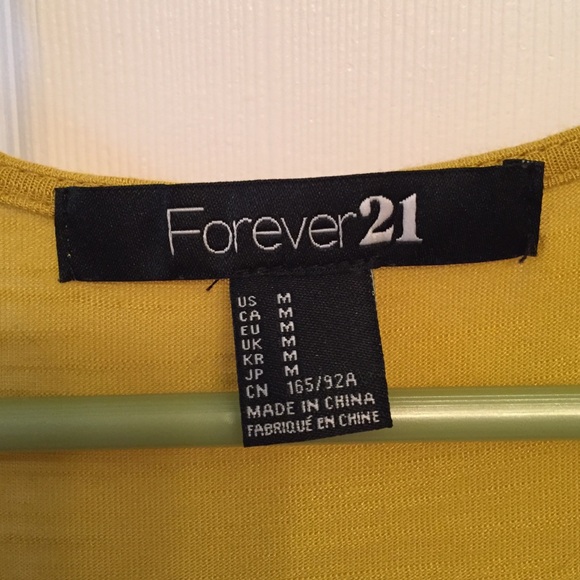 Forever21
US M
CA M
EU M
UK M
KR M
JP M
CN 165/92A
MADE IN CHINA
FABRIQUÉ EN CHINE